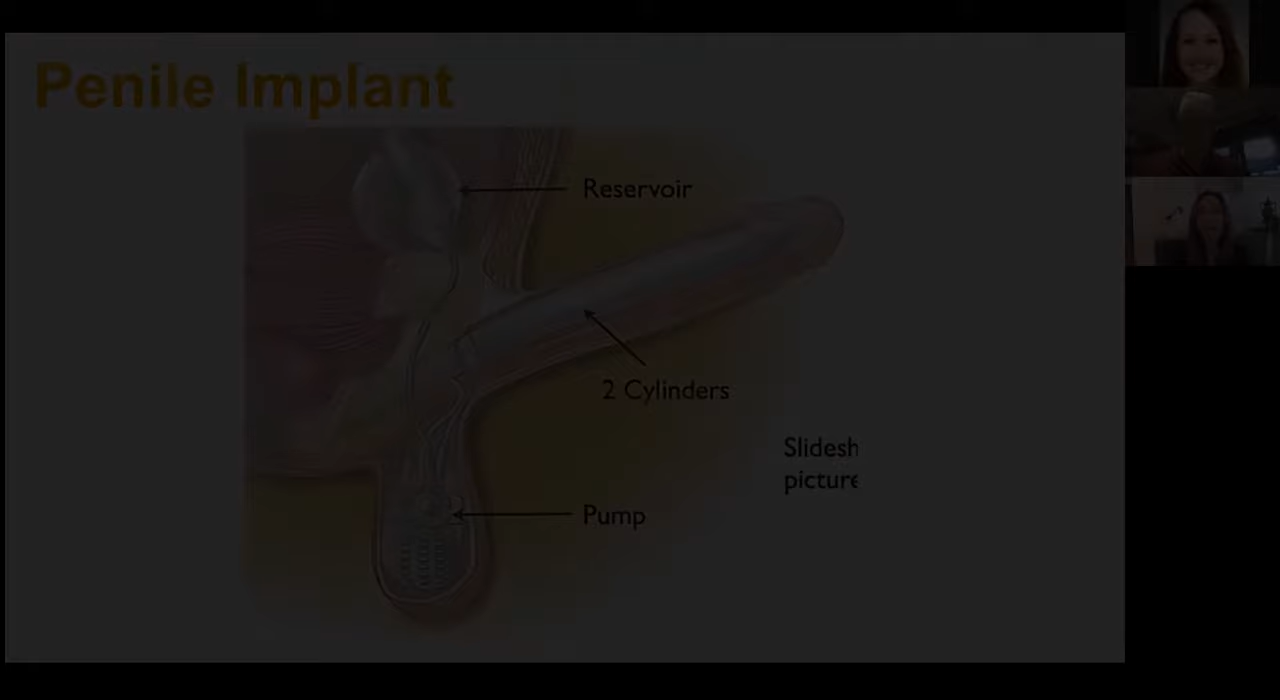 Penile Implant
Reservoir
2 Cylinders
Slidesh
picture
Pump